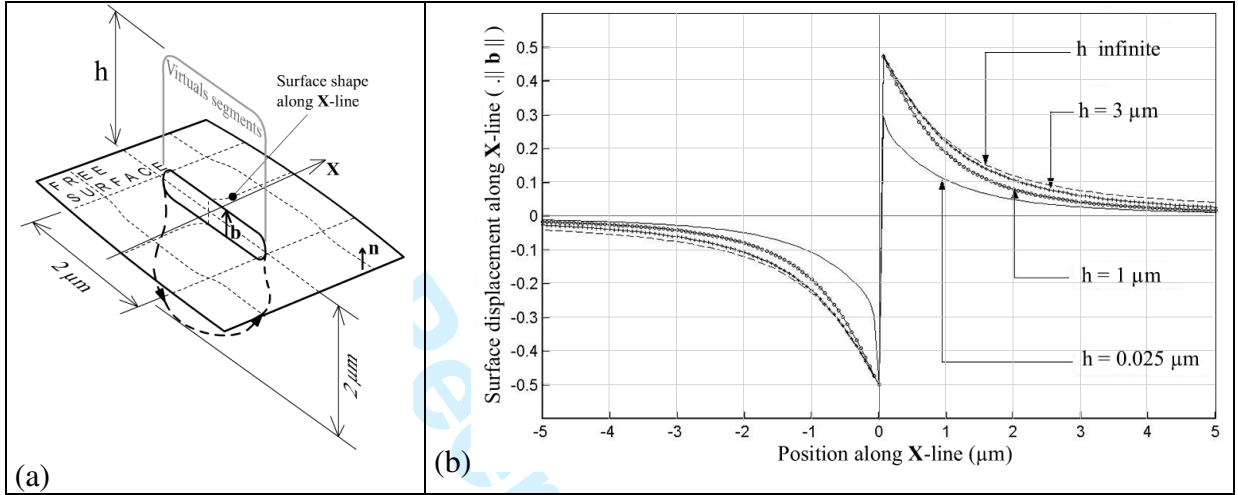 h
Virtuals segments
Surface shape
along X-line
X
FREE
SURFACE
b
n
2 µm
2 µm
(a)
Surface displacement along X-line ( .|| b || )
0.5
0.4
0.3
0.2
0.1
0
-0.1
-0.2
-0.3
-0.4
-0.5
h infinite
h = 3 µm
h = 1 µm
h = 0.025 µm
-5 -4 -3 -2 -1 0 1 2 3 4 5
Position along X-line (µm)
(b)